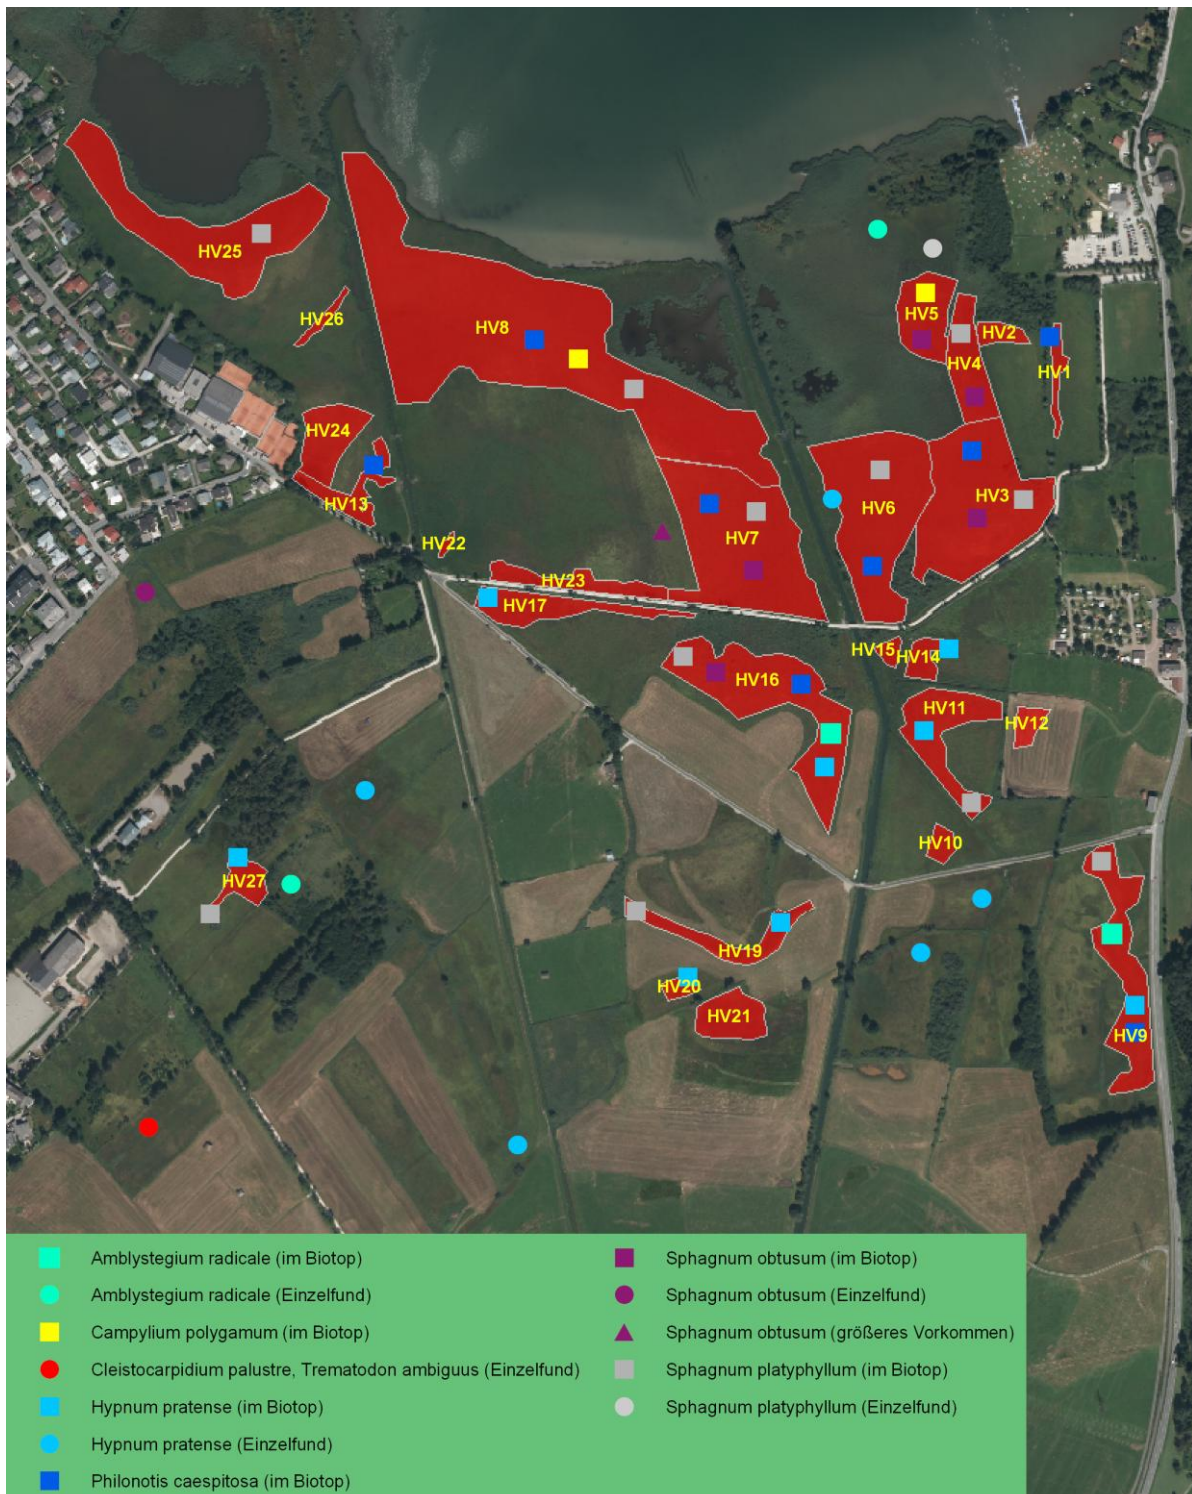 HV25
HV26
HV8
HV5
HV2
HV4
HV1
HV24
HV13
HV6
HV3
HV7
HV22
HV23
HV17
HV15
HV14
HV16
HV11
HV12
HV10
HV27
HV19
HV20
HV21
HV9
Amblystegium radicale (im Biotop)
Amblystegium radicale (Einzelfund)
Campylium polygamum (im Biotop)
Cleistocarpidium palustre, Trematodon ambiguus (Einzelfund)
Hypnum pratense (im Biotop)
Hypnum pratense (Einzelfund)
Philonotis caespitosa (im Biotop)
Sphagnum obtusum (im Biotop)
Sphagnum obtusum (Einzelfund)
Sphagnum obtusum (größeres Vorkommen)
Sphagnum platyphyllum (im Biotop)
Sphagnum platyphyllum (Einzelfund)